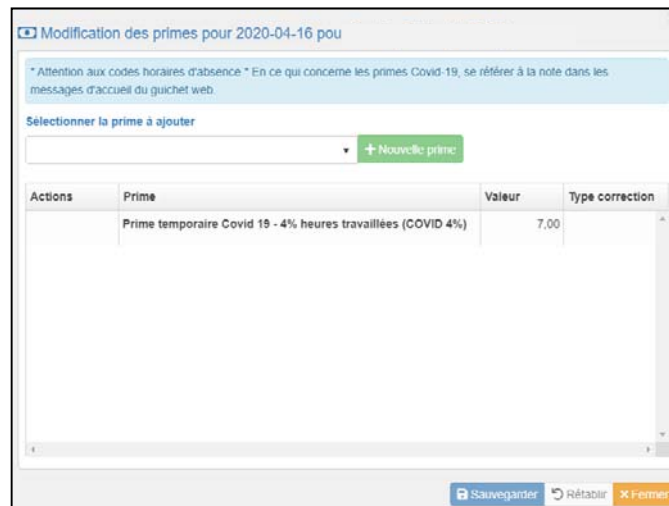 Modification des primes pour 2020-04-16 pou
* Attention aux codes horaires d'absence * En ce qui concerne les primes Covid-19, se référer à la note dans les
messages d'accueil du guichet web.
Sélectionner la prime à ajouter
+ Nouvelle prime
Actions Prime Valeur Type correction
Prime temporaire Covid 19 - 4% heures travaillées (COVID 4%) 7,00
Sauvegarder Rétablir × Fermer